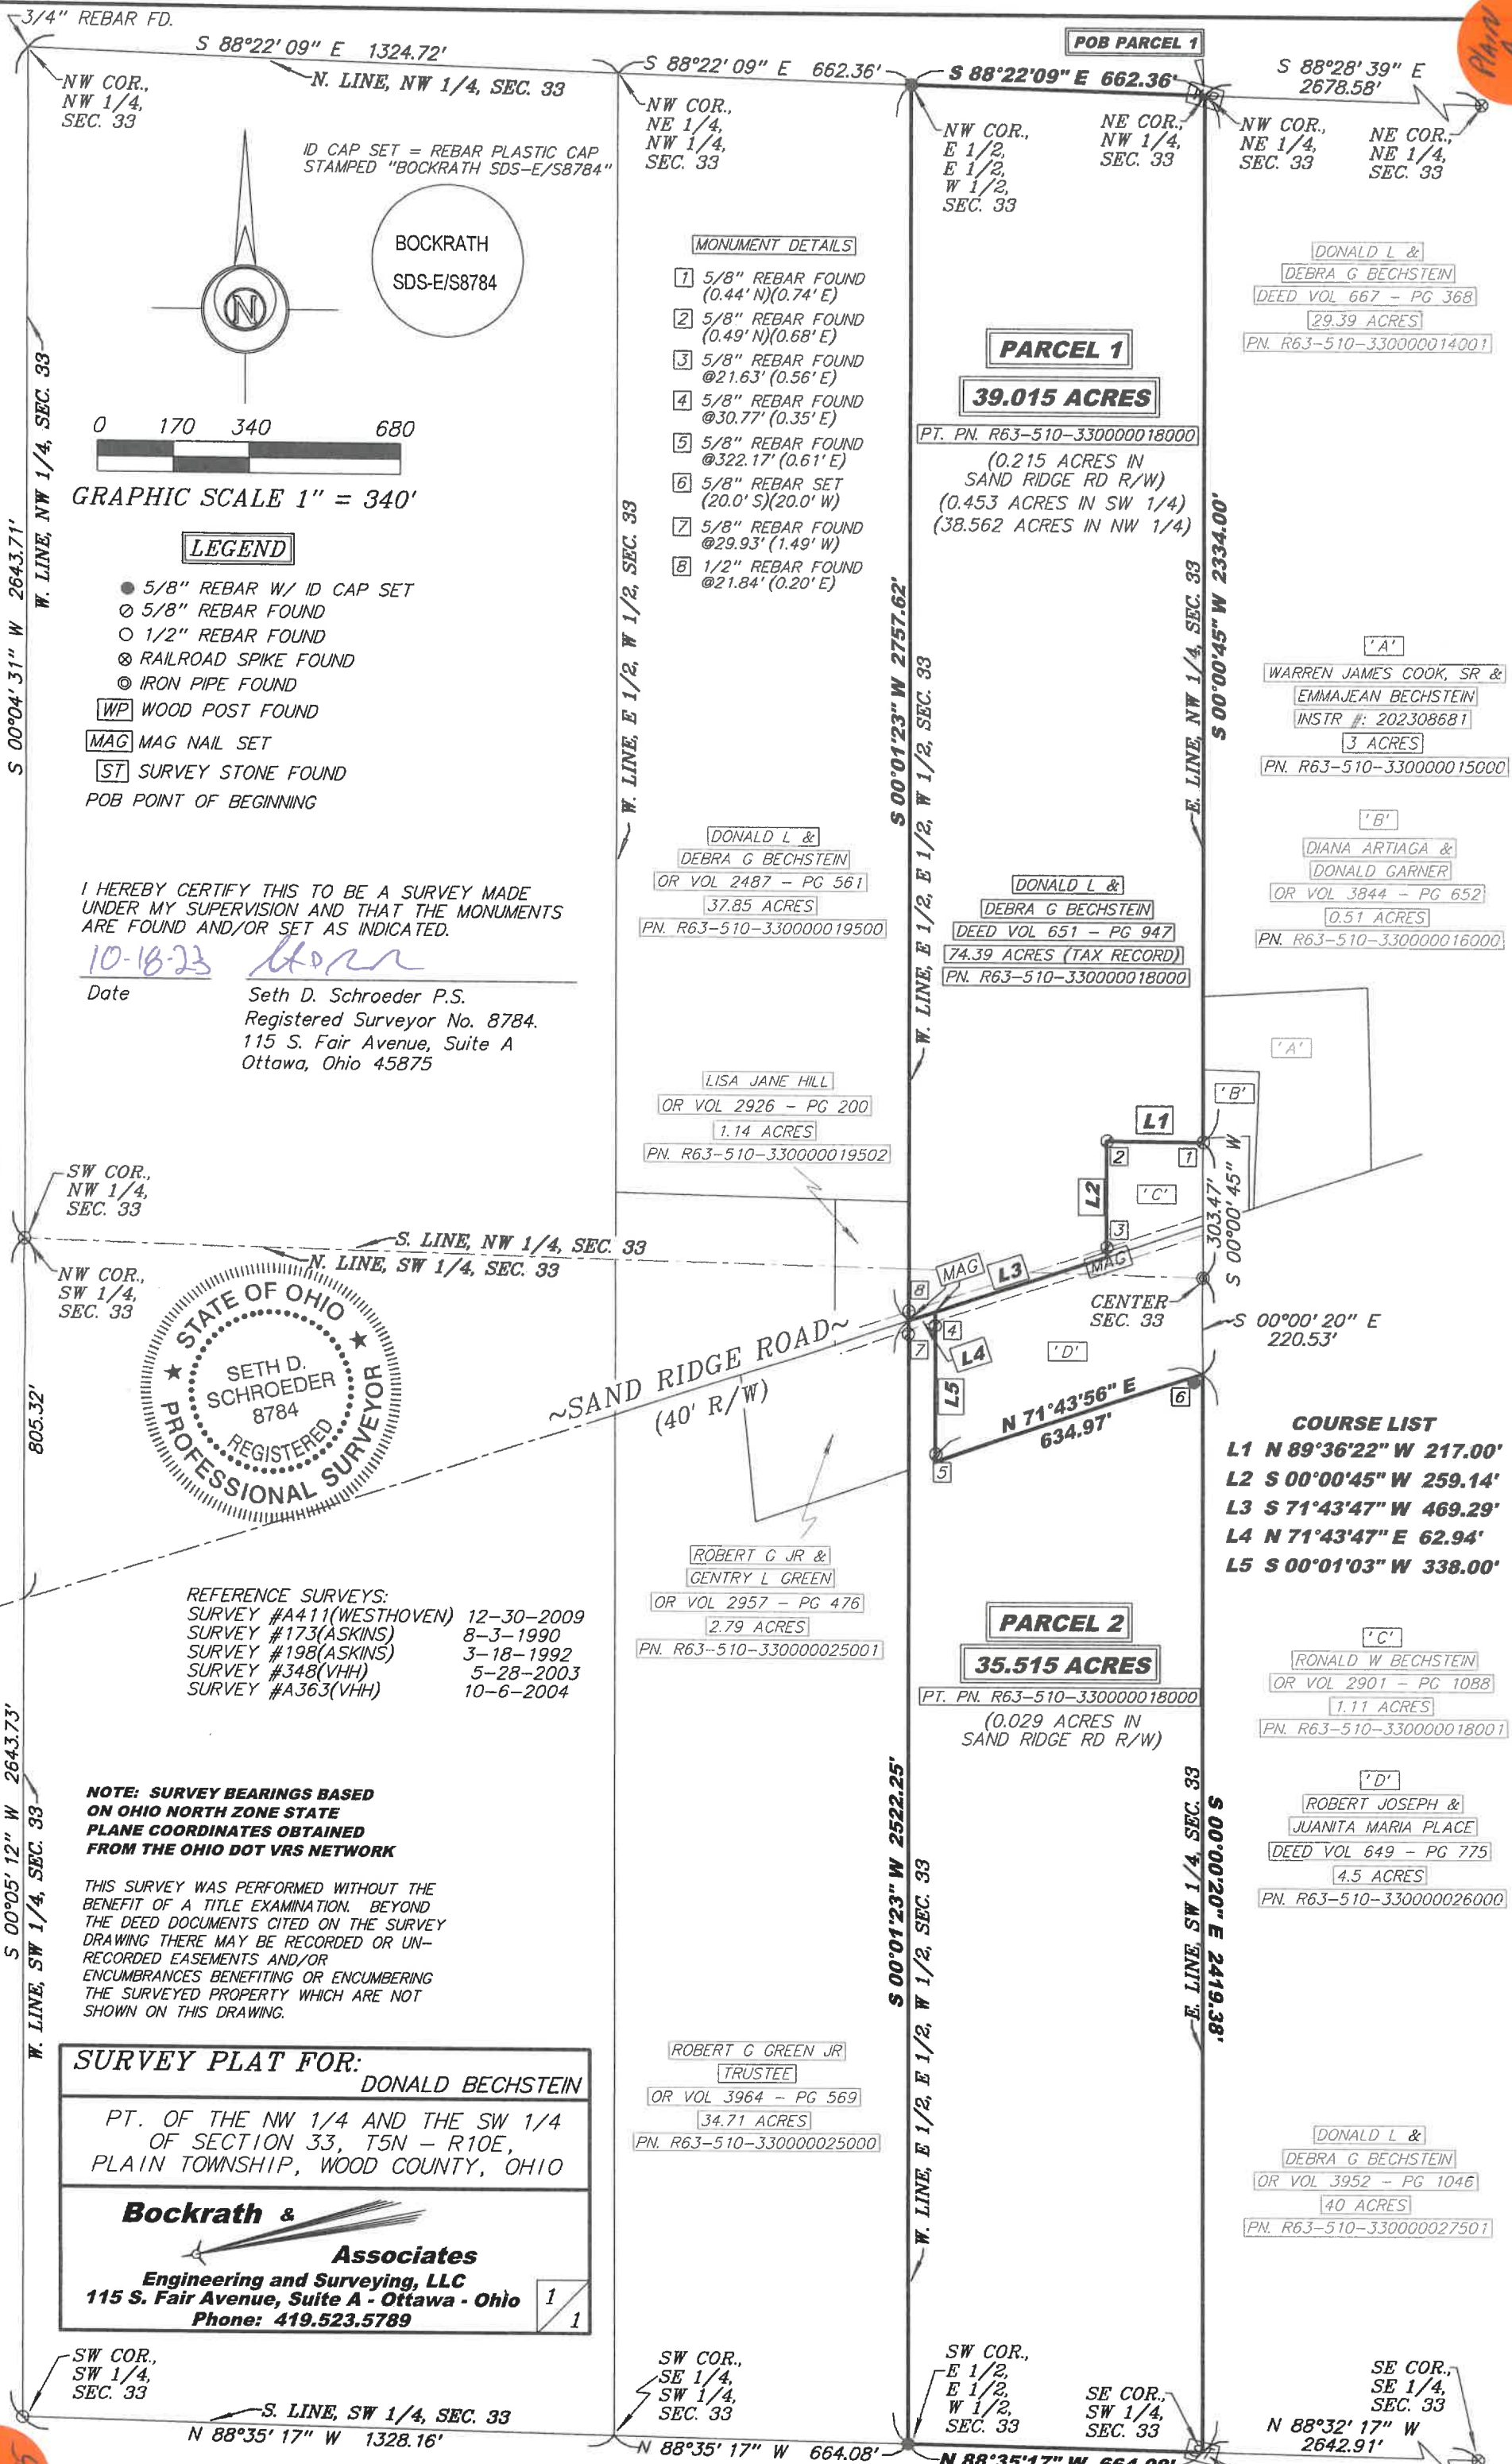 3/4" REBAR FD.
S 88°22'09" E 1324.72'
N. LINE, NW 1/4, SEC. 33
NW COR.,
NW 1/4,
SEC. 33
S 88°22'09" E 662.36'
NW COR.,
NE 1/4,
NW 1/4,
SEC. 33
POB PARCEL 1
S 88°22'09" E 662.36'
NW COR.,
E 1/2,
E 1/2,
W 1/2,
SEC. 33
NE COR.,
NW 1/4,
SEC. 33
S 88°28'39" E
2678.58'
NW COR.,
NE 1/4,
SEC. 33
NE COR.,
NE 1/4,
SEC. 33
PLAIN
ID CAP SET = REBAR PLASTIC CAP
STAMPED "BOCKRATH SDS-E/S8784"
BOCKRATH
SDS-E/S8784
N
0 170 340 680
GRAPHIC SCALE 1" = 340'
LEGEND
5/8" REBAR W/ ID CAP SET
5/8" REBAR FOUND
1/2" REBAR FOUND
RAILROAD SPIKE FOUND
IRON PIPE FOUND
WP WOOD POST FOUND
MAG MAG NAIL SET
ST SURVEY STONE FOUND
POB POINT OF BEGINNING
W. LINE, NW 1/4, SEC. 33
S 00°04'31" W 2643.71'
MONUMENT DETAILS
1 5/8" REBAR FOUND
(0.44' N)(0.74' E)
2 5/8" REBAR FOUND
(0.49' N)(0.68' E)
3 5/8" REBAR FOUND
@21.63' (0.56' E)
4 5/8" REBAR FOUND
@30.77' (0.35' E)
5 5/8" REBAR FOUND
@322.17' (0.61' E)
6 5/8" REBAR SET
(20.0' S)(20.0' W)
7 5/8" REBAR FOUND
@29.93' (1.49' W)
8 1/2" REBAR FOUND
@21.84' (0.20' E)
W. LINE, E 1/2, W 1/2, SEC. 33
S 00°01'23" W 2757.62'
W. LINE, E 1/2, E 1/2, W 1/2, SEC. 33
PARCEL 1
39.015 ACRES
PT. PN. R63-510-330000018000
(0.215 ACRES IN
SAND RIDGE RD R/W)
(0.453 ACRES IN SW 1/4)
(38.562 ACRES IN NW 1/4)
E. LINE, NW 1/4, SEC. 33
S 00°00'45" W 2334.00'
DONALD L &
DEBRA G BECHSTEIN
DEED VOL 667 - PG 368
29.39 ACRES
PN. R63-510-330000014001
'A'
WARREN JAMES COOK, SR &
EMMAJEAN BECHSTEIN
INSTR #: 202308681
3 ACRES
PN. R63-510-330000015000
'B'
DIANA ARTIAGA &
DONALD GARNER
OR VOL 3844 - PG 652
0.51 ACRES
PN. R63-510-330000016000
DONALD L &
DEBRA G BECHSTEIN
OR VOL 2487 - PG 561
37.85 ACRES
PN. R63-510-330000019500
DONALD L &
DEBRA G BECHSTEIN
DEED VOL 651 - PG 947
74.39 ACRES (TAX RECORD)
PN. R63-510-330000018000
I HEREBY CERTIFY THIS TO BE A SURVEY MADE
UNDER MY SUPERVISION AND THAT THE MONUMENTS
ARE FOUND AND/OR SET AS INDICATED.
10-18-23
Date
Seth D. Schroeder P.S.
Registered Surveyor No. 8784.
115 S. Fair Avenue, Suite A
Ottawa, Ohio 45875
LISA JANE HILL
OR VOL 2926 - PG 200
1.14 ACRES
PN. R63-510-330000019502
'A'
'B'
L1
2
1
L2
'C'
3
303.47'
S 00°00'45" W
SW COR.,
NW 1/4,
SEC. 33
S. LINE, NW 1/4, SEC. 33
N. LINE, SW 1/4, SEC. 33
NW COR.,
SW 1/4,
SEC. 33
MAG
L3
MAG
8
CENTER
SEC. 33
S 00°00'20" E
220.53'
4
7
L4
'D'
L5
N 71°43'56" E
634.97'
6
5
~SAND RIDGE ROAD~
(40' R/W)
STATE OF OHIO
SETH D.
SCHROEDER
8784
REGISTERED
PROFESSIONAL SURVEYOR
805.32'
COURSE LIST
L1 N 89°36'22" W 217.00'
L2 S 00°00'45" W 259.14'
L3 S 71°43'47" W 469.29'
L4 N 71°43'47" E 62.94'
L5 S 00°01'03" W 338.00'
REFERENCE SURVEYS:
SURVEY #A411(WESTHOVEN) 12-30-2009
SURVEY #173(ASKINS) 8-3-1990
SURVEY #198(ASKINS) 3-18-1992
SURVEY #348(VHH) 5-28-2003
SURVEY #A363(VHH) 10-6-2004
ROBERT G JR &
GENTRY L GREEN
OR VOL 2957 - PG 476
2.79 ACRES
PN. R63-510-330000025001
PARCEL 2
35.515 ACRES
PT. PN. R63-510-330000018000
(0.029 ACRES IN
SAND RIDGE RD R/W)
'C'
RONALD W BECHSTEIN
OR VOL 2901 - PG 1088
1.11 ACRES
PN. R63-510-330000018001
'D'
ROBERT JOSEPH &
JUANITA MARIA PLACE
DEED VOL 649 - PG 775
4.5 ACRES
PN. R63-510-330000026000
S 00°05'12" W 2643.73'
W. LINE, SW 1/4, SEC. 33
NOTE: SURVEY BEARINGS BASED
ON OHIO NORTH ZONE STATE
PLANE COORDINATES OBTAINED
FROM THE OHIO DOT VRS NETWORK
THIS SURVEY WAS PERFORMED WITHOUT THE
BENEFIT OF A TITLE EXAMINATION. BEYOND
THE DEED DOCUMENTS CITED ON THE SURVEY
DRAWING THERE MAY BE RECORDED OR UN-
RECORDED EASEMENTS AND/OR
ENCUMBRANCES BENEFITING OR ENCUMBERING
THE SURVEYED PROPERTY WHICH ARE NOT
SHOWN ON THIS DRAWING.
S 00°01'23" W 2522.25'
W. LINE, E 1/2, E 1/2, W 1/2, SEC. 33
E. LINE, SW 1/4, SEC. 33
S 00°00'20" E 2419.38'
SURVEY PLAT FOR:
DONALD BECHSTEIN
PT. OF THE NW 1/4 AND THE SW 1/4
OF SECTION 33, T5N - R10E,
PLAIN TOWNSHIP, WOOD COUNTY, OHIO
Bockrath &
Associates
Engineering and Surveying, LLC
115 S. Fair Avenue, Suite A - Ottawa - Ohio
Phone: 419.523.5789
1/1
ROBERT G GREEN JR
TRUSTEE
OR VOL 3964 - PG 569
34.71 ACRES
PN. R63-510-330000025000
DONALD L &
DEBRA G BECHSTEIN
OR VOL 3952 - PG 1046
40 ACRES
PN. R63-510-330000027501
SW COR.,
SW 1/4,
SEC. 33
S. LINE, SW 1/4, SEC. 33
N 88°35'17" W 1328.16'
SW COR.,
SE 1/4,
SW 1/4,
SEC. 33
N 88°35'17" W 664.08'
SW COR.,
E 1/2,
E 1/2,
W 1/2,
SEC. 33
SE COR.,
SW 1/4,
SEC. 33
N 88°35'17" W 664.08'
SE COR.,
SE 1/4,
SEC. 33
N 88°32'17" W
2642.91'